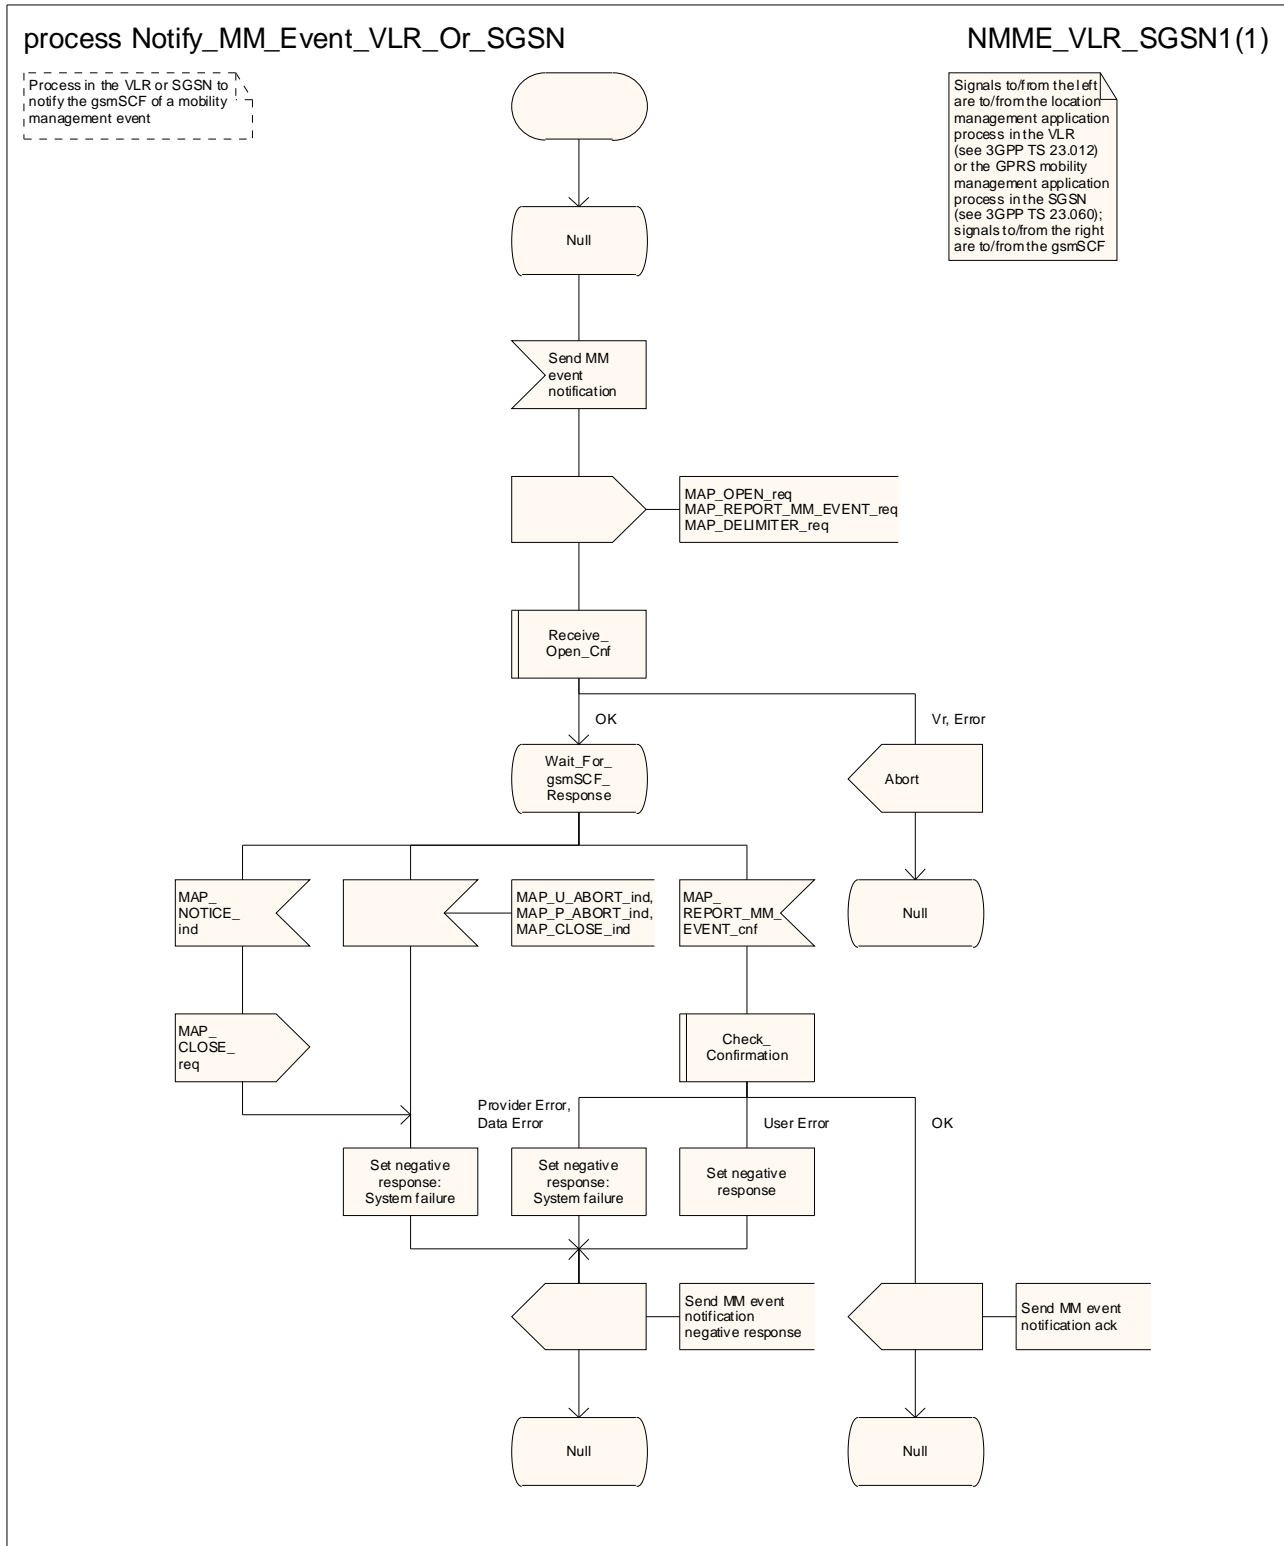 process Notify_MM_Event_VLR_Or_SGSN
NMME_VLR_SGSN1(1)
Process in the VLR or SGSN to
notify the gsmSCF of a mobility
management event
Signals to/from the left
are to/from the location
management application
process in the VLR
(see 3GPP TS 23.012)
or the GPRS mobility
management application
process in the SGSN
(see 3GPP TS 23.060);
signals to/from the right
are to/from the gsmSCF
Null
Send MM
event
notification
MAP_OPEN_req
MAP_REPORT_MM_EVENT_req
MAP_DELIMITER_req
Receive_
Open_Cnf
OK
Vr, Error
Wait_For_
gsmSCF_
Response
Abort
MAP_
NOTICE_
ind
MAP_U_ABORT_ind,
MAP_P_ABORT_ind,
MAP_CLOSE_ind
MAP_
REPORT_MM_
EVENT_cnf
Null
MAP_
CLOSE_
req
Check_
Confirmation
Provider Error,
Data Error
User Error
OK
Set negative
response:
System failure
Set negative
response:
System failure
Set negative
response
Send MM event
notification
negative response
Send MM event
notification ack
Null
Null